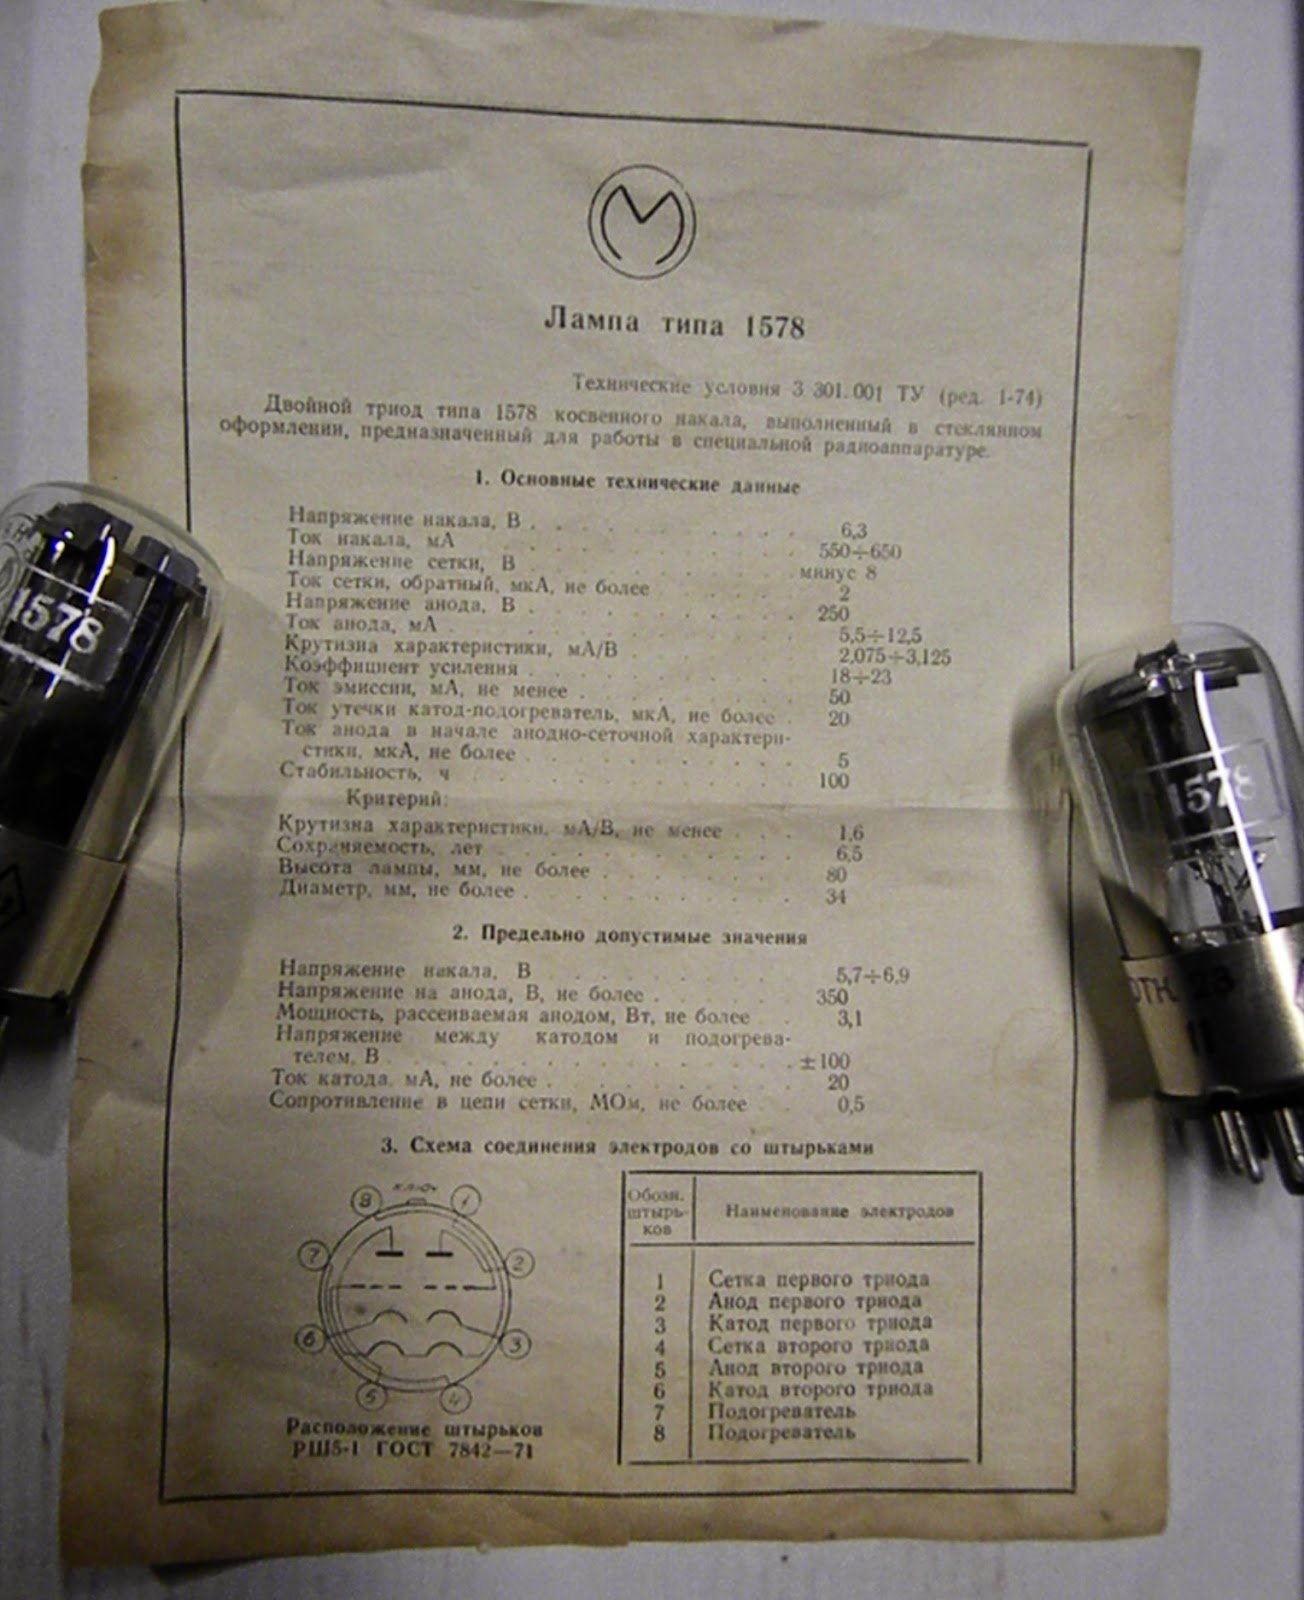 М
Лампа типа 1578
Технические условия 3 301.001 ТУ (ред. 1-74)
Двойной триод типа 1578 косвенного накала, выполненный в стеклянном
оформлении, предназначенный для работы в специальной радиоаппаратуре.
1. Основные технические данные
Напряжение накала, В . . . . . . . 6,3
Ток накала, мА . . . . . . . 550÷650
Напряжение сетки, В . . . . . . . минус 8
Ток сетки, обратный, мкА, не более . . . . 2
Напряжение анода, В . . . . . . . 250
Ток анода, мА . . . . . . . 5,5÷12,5
Крутизна характеристики, мА/В . . . . . 2,075÷3,125
Коэффициент усиления . . . . . . . 18÷23
Ток эмиссии, мА, не менее . . . . . . 50
Ток утечки катод-подогреватель, мкА, не более . 20
Ток анода в начале анодно-сеточной характери-
стики, мкА, не более . . . . . . . 5
Стабильность, ч . . . . . . . 100
Критерий:
Крутизна характеристики, мА/В, не менее . . . 1,6
Сохраняемость, лет . . . . . . . 6,5
Высота лампы, мм, не более . . . . . . 80
Диаметр, мм, не более . . . . . . . 34
2. Предельно допустимые значения
Напряжение накала, В . . . . . . . 5,7÷6,9
Напряжение на анода, В, не более . . . . 350
Мощность, рассеиваемая анодом, Вт, не более . . 3,1
Напряжение между катодом и подогрева-
телем, В . . . . . . . ±100
Ток катода, мА, не более . . . . . . 20
Сопротивление в цепи сетки, МОм, не более . . 0,5
3. Схема соединения электродов со штырьками
ключ
8 1
7 2
6 3
5 4
Расположение штырьков
РШ5-1 ГОСТ 7842—71
Обозн. штырь-ков Наименование электродов
1 Сетка первого триода
2 Анод первого триода
3 Катод первого триода
4 Сетка второго триода
5 Анод второго триода
6 Катод второго триода
7 Подогреватель
8 Подогреватель
1578
1578